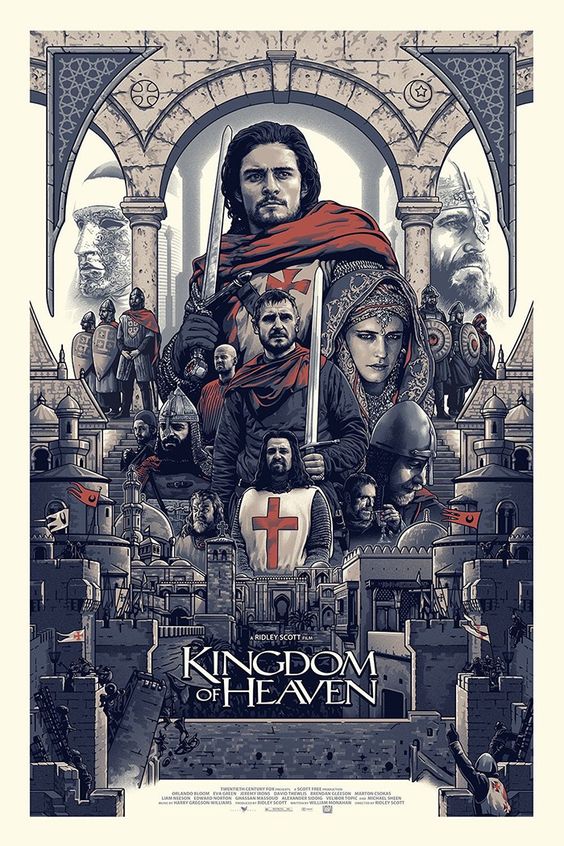 A RIDLEY SCOTT FILM
KINGDOM
OF HEAVEN
TWENTIETH CENTURY FOX PRESENTS A SCOTT FREE PRODUCTION
ORLANDO BLOOM EVA GREEN JEREMY IRONS DAVID THEWLIS BRENDAN GLEESON MARTON CSOKAS
LIAM NEESON EDWARD NORTON GHASSAN MASSOUD ALEXANDER SIDDIG VELIBOR TOPIC AND MICHAEL SHEEN
MUSIC BY HARRY GREGSON WILLIAMS PRODUCED BY RIDLEY SCOTT WRITTEN BY WILLIAM MONAHAN DIRECTED BY RIDLEY SCOTT